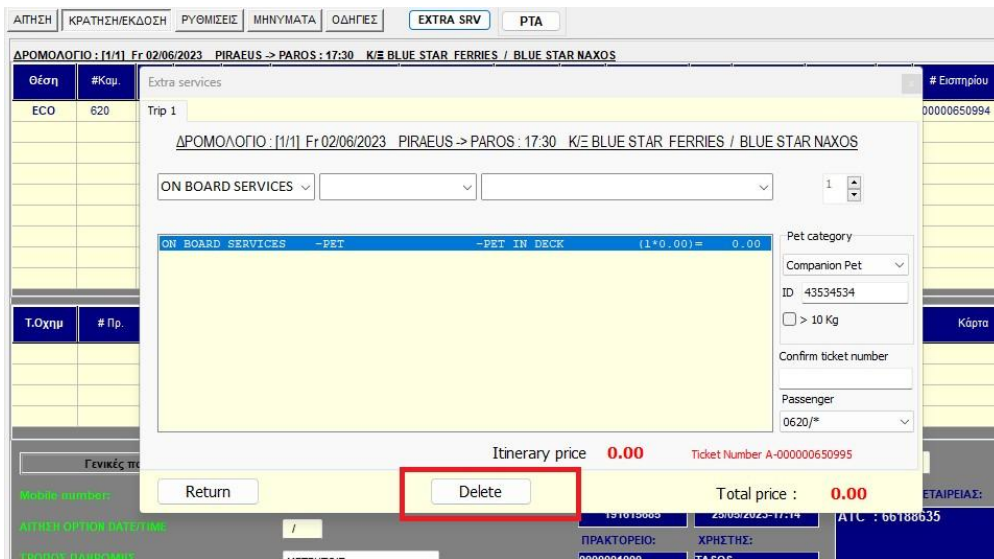 ΑΙΤΗΣΗ ΚΡΑΤΗΣΗ/ΕΚΔΟΣΗ ΡΥΘΜΙΣΕΙΣ ΜΗΝΥΜΑΤΑ ΟΔΗΓΙΕΣ EXTRA SRV PTA
ΔΡΟΜΟΛΟΓΙΟ : [1/1] Fr 02/06/2023 PIRAEUS -> PAROS : 17:30 Κ/Ξ BLUE STAR FERRIES / BLUE STAR NAXOS
Θέση #Καμ. # Εισιτηρίου
Extra services
ECO 620 Trip 1 00000650994
ΔΡΟΜΟΛΟΓΙΟ : [1/1] Fr 02/06/2023 PIRAEUS -> PAROS : 17:30 Κ/Ξ BLUE STAR FERRIES / BLUE STAR NAXOS
ON BOARD SERVICES 1
ON BOARD SERVICES -PET -PET IN DECK (1*0.00)= 0.00
Pet category
Companion Pet
ID 43534534
> 10 Kg
Τ.Οχημ # Πρ. Κάρτα
Confirm ticket number
Passenger
0620/*
Itinerary price 0.00 Ticket Number A-000000650995
Γενικές
Return Delete Total price : 0.00
Mobile number: ΕΤΑΙΡΕΙΑΣ:
191615685 25/05/2023-17:14 ATC : 66188635
ΑΙΤΗΣΗ OPTION DATE/TIME /
ΠΡΑΚΤΟΡΕΙΟ: ΧΡΗΣΤΗΣ:
ΤΡΟΠΟΣ ΠΛΗΡΩΜΗΣ ΜΕΤΡΗΤΟΙΣ TASOS